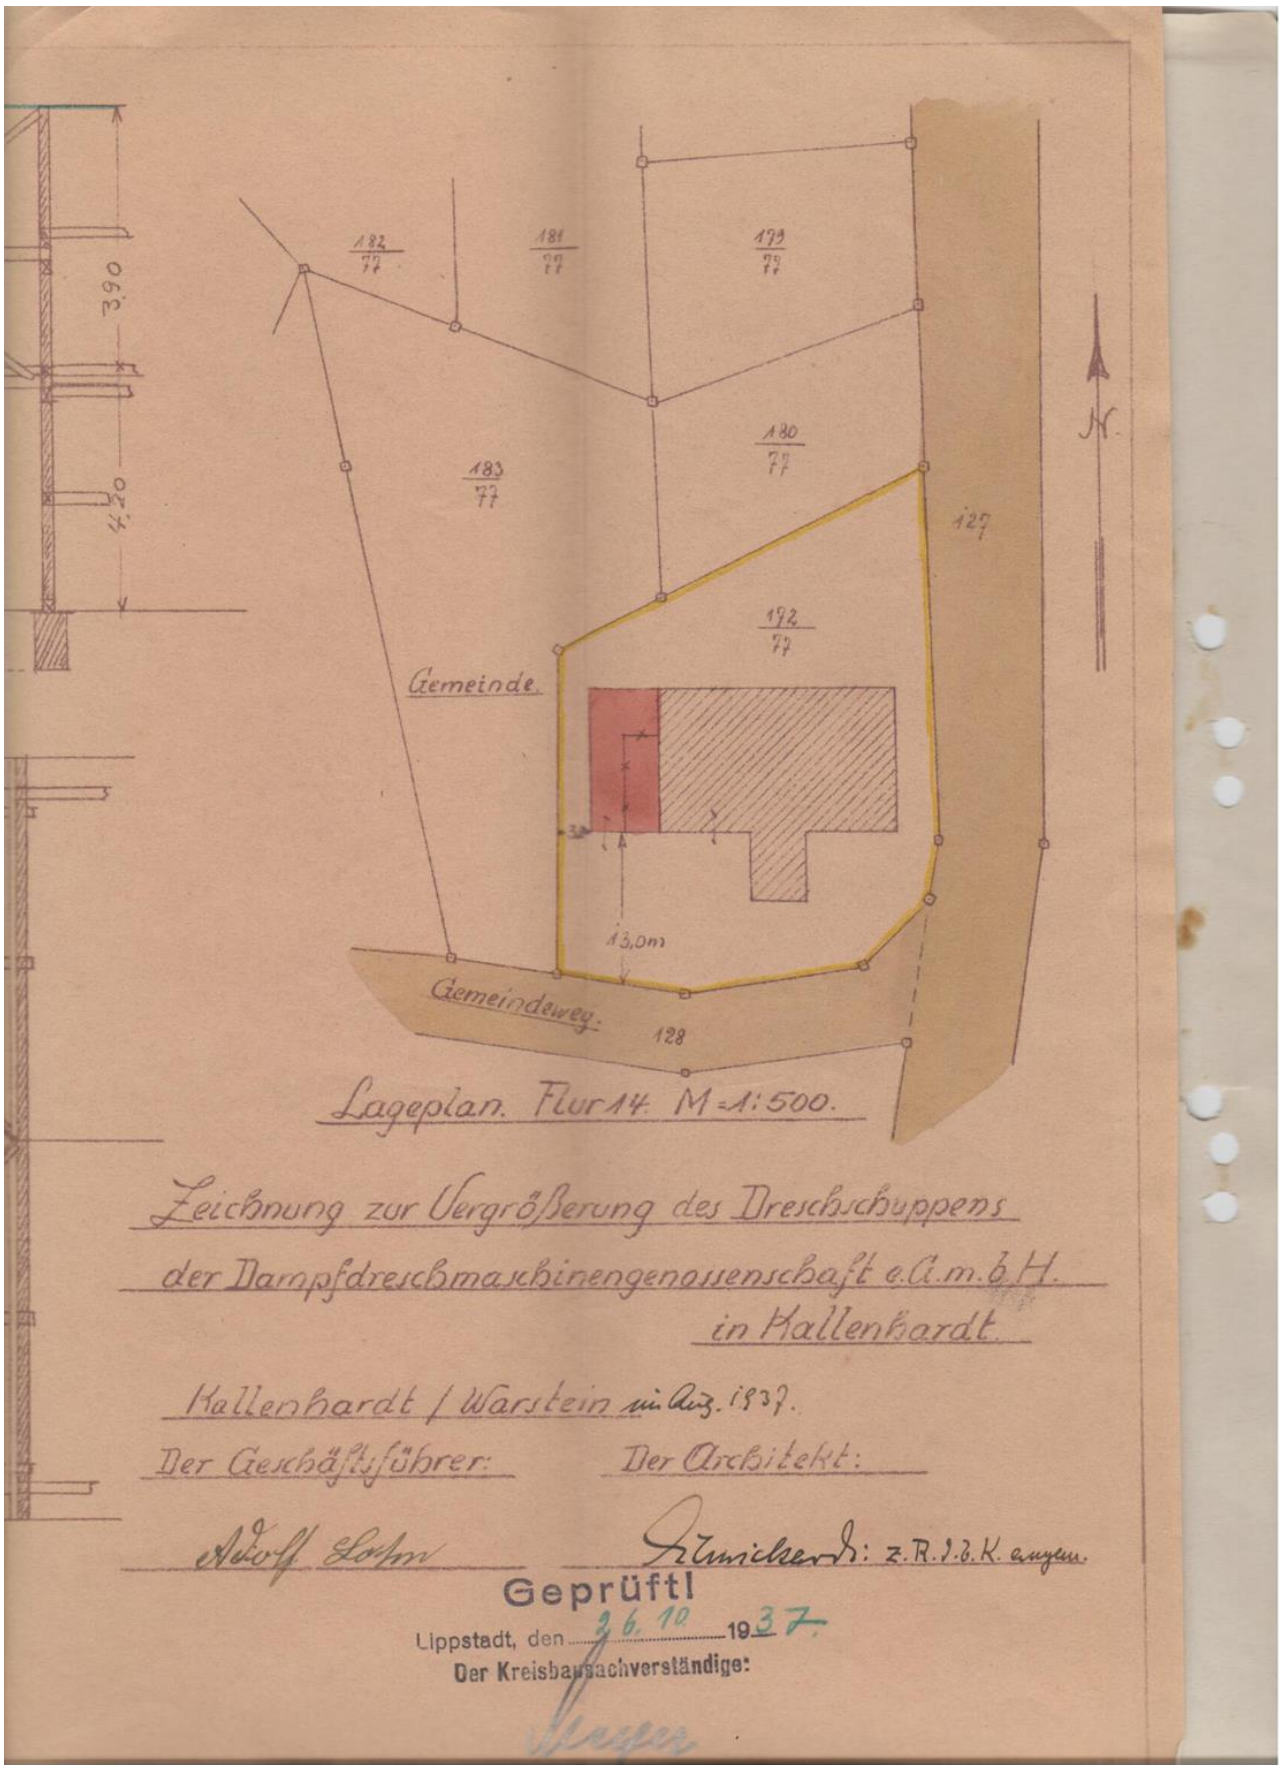 182
77
181
77
179
77
3,90
N.
180
77
183
77
4,20
127
192
77
Gemeinde.
13,0m
Gemeindeweg.
128
Lageplan. Flur 14. M=1:500.
Zeichnung zur Vergrößerung des Dreschschuppens
der Dampfdreschmaschinengenossenschaft e.G.m.b.H.
in Kallenhardt.
Kallenhardt / Warstein im Aug. 1937.
Der Geschäftsführer:
Der Architekt:
Adolf
z.R.d.b.K.
Geprüft!
Lippstadt, den 26.10 1937.
Der Kreisbausachverständige:
Meyer